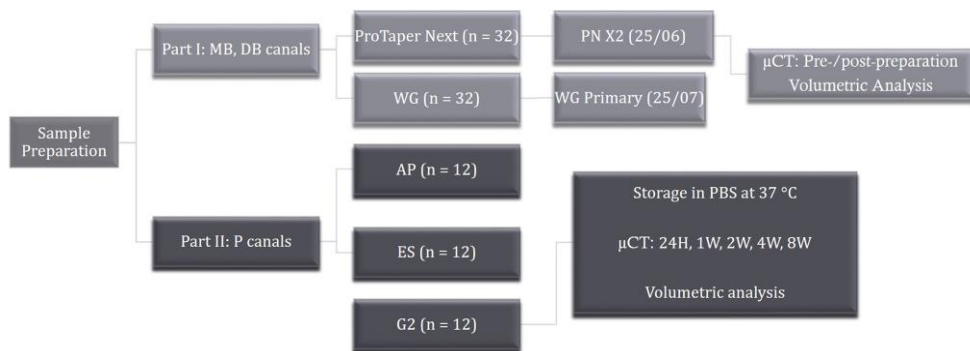 Sample
Preparation
Part I: MB, DB canals
ProTaper Next (n = 32)
PN X2 (25/06)
µCT: Pre-/post-preparation
Volumetric Analysis
WG (n = 32)
WG Primary (25/07)
Part II: P canals
AP (n = 12)
ES (n = 12)
G2 (n = 12)
Storage in PBS at 37 °C
µCT: 24H, 1W, 2W, 4W, 8W
Volumetric analysis